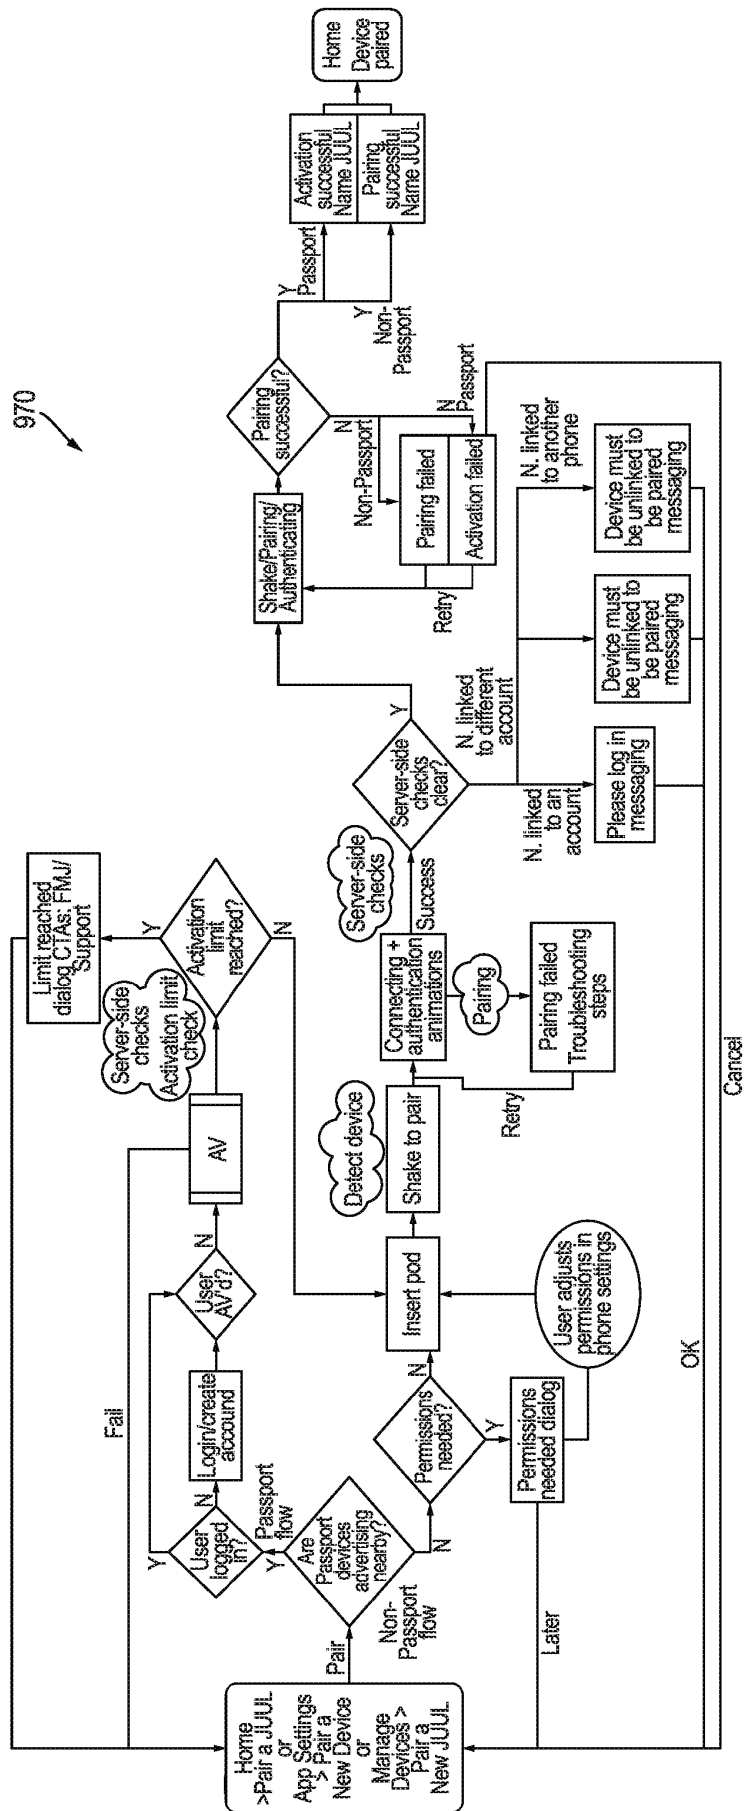 970
Home
>Pair a JUUL
or
App Settings
> Pair a
New Device
or
Manage
Devices >
Pair a
New JUUL
Pair
Are
Passport
devices
advertising
nearby?
Y
Passport
flow
N
Non-
Passport
flow
User
logged
in?
Y
N
Login/create
accound
User
AV'd?
N
AV
Fail
Server-side
checks
Activation limit
check
Activation
limit
reached?
Y
N
Limit reached
dialog CTAs: FMJ/
Support
Permissions
needed?
N
Y
Permissions
needed dialog
Later
User adjusts
permissions in
phone settings
Insert pod
Detect device
Shake to pair
Connecting +
authentication
animations
Pairing
Pairing failed
Troubleshooting
steps
Retry
Server-side
checks
Success
Server-side
checks
clear?
Y
N. linked
to an
account
N. linked
to different
account
N. linked
to another
phone
Please log in
messaging
Device must
be unlinked to
be paired
messaging
Device must
be unlinked to
be paired
messaging
OK
Cancel
Shake/Pairing/
Authenticating
Pairing
successful?
N
Non-Passport
N
Passport
Pairing failed
Activation failed
Retry
Y
Passport
Y
Non-
Passport
Activation
successful
Name JUUL
Pairing
successful
Name JUUL
Home
Device
paired